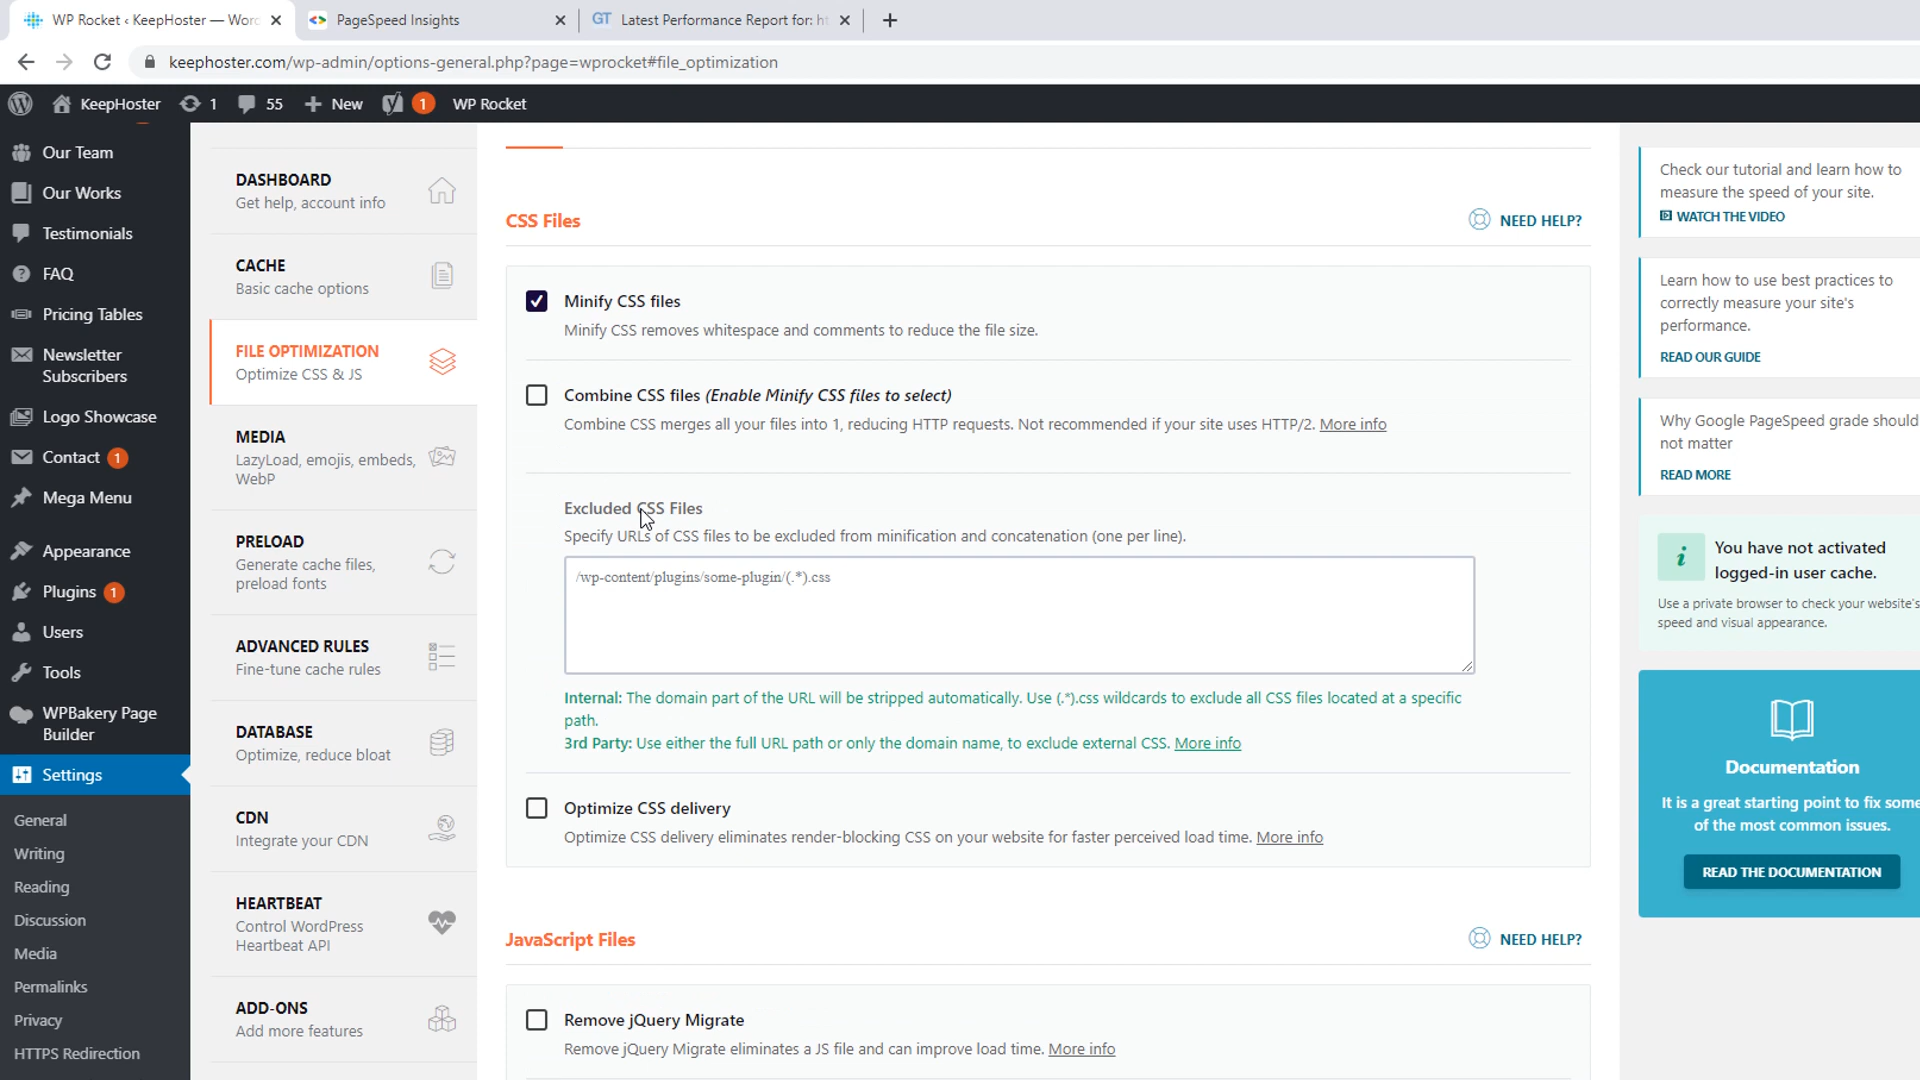 WP Rocket ‹ KeepHoster — Word
PageSpeed Insights
GT Latest Performance Report for: ht
keephoster.com/wp-admin/options-general.php?page=wprocket#file_optimization
KeepHoster
1
55
New
1
WP Rocket
Our Team
Our Works
Testimonials
FAQ
Pricing Tables
Newsletter
Subscribers
Logo Showcase
Contact 1
Mega Menu
Appearance
Plugins 1
Users
Tools
WPBakery Page
Builder
Settings
General
Writing
Reading
Discussion
Media
Permalinks
Privacy
HTTPS Redirection
DASHBOARD
Get help, account info
CACHE
Basic cache options
FILE OPTIMIZATION
Optimize CSS & JS
MEDIA
LazyLoad, emojis, embeds,
WebP
PRELOAD
Generate cache files,
preload fonts
ADVANCED RULES
Fine-tune cache rules
DATABASE
Optimize, reduce bloat
CDN
Integrate your CDN
HEARTBEAT
Control WordPress
Heartbeat API
ADD-ONS
Add more features
CSS Files
NEED HELP?
Minify CSS files
Minify CSS removes whitespace and comments to reduce the file size.
Combine CSS files (Enable Minify CSS files to select)
Combine CSS merges all your files into 1, reducing HTTP requests. Not recommended if your site uses HTTP/2. More info
Excluded CSS Files
Specify URLs of CSS files to be excluded from minification and concatenation (one per line).
/wp-content/plugins/some-plugin/(.*).css
Internal: The domain part of the URL will be stripped automatically. Use (.*).css wildcards to exclude all CSS files located at a specific
path.
3rd Party: Use either the full URL path or only the domain name, to exclude external CSS. More info
Optimize CSS delivery
Optimize CSS delivery eliminates render-blocking CSS on your website for faster perceived load time. More info
JavaScript Files
NEED HELP?
Remove jQuery Migrate
Remove jQuery Migrate eliminates a JS file and can improve load time. More info
Check our tutorial and learn how to
measure the speed of your site.
WATCH THE VIDEO
Learn how to use best practices to
correctly measure your site's
performance.
READ OUR GUIDE
Why Google PageSpeed grade should
not matter
READ MORE
i
You have not activated
logged-in user cache.
Use a private browser to check your website's
speed and visual appearance.
Documentation
It is a great starting point to fix some
of the most common issues.
READ THE DOCUMENTATION